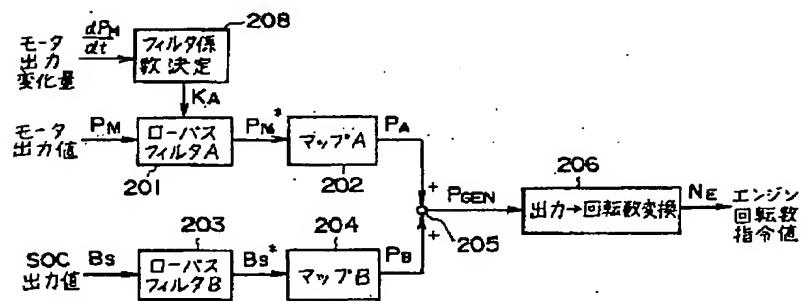 208
モータ
出力
変化量
dPM
dt
フィルタ係
数決定
KA
モータ
出力値
PM
ローパス
フィルタA
201
PM*
マップA
202
PA
+
205
+
PGEN
206
出力→回転数変換
NE
エンジン
回転数
指令値
SOC
出力値
BS
203
ローパス
フィルタB
BS*
204
マップB
PB